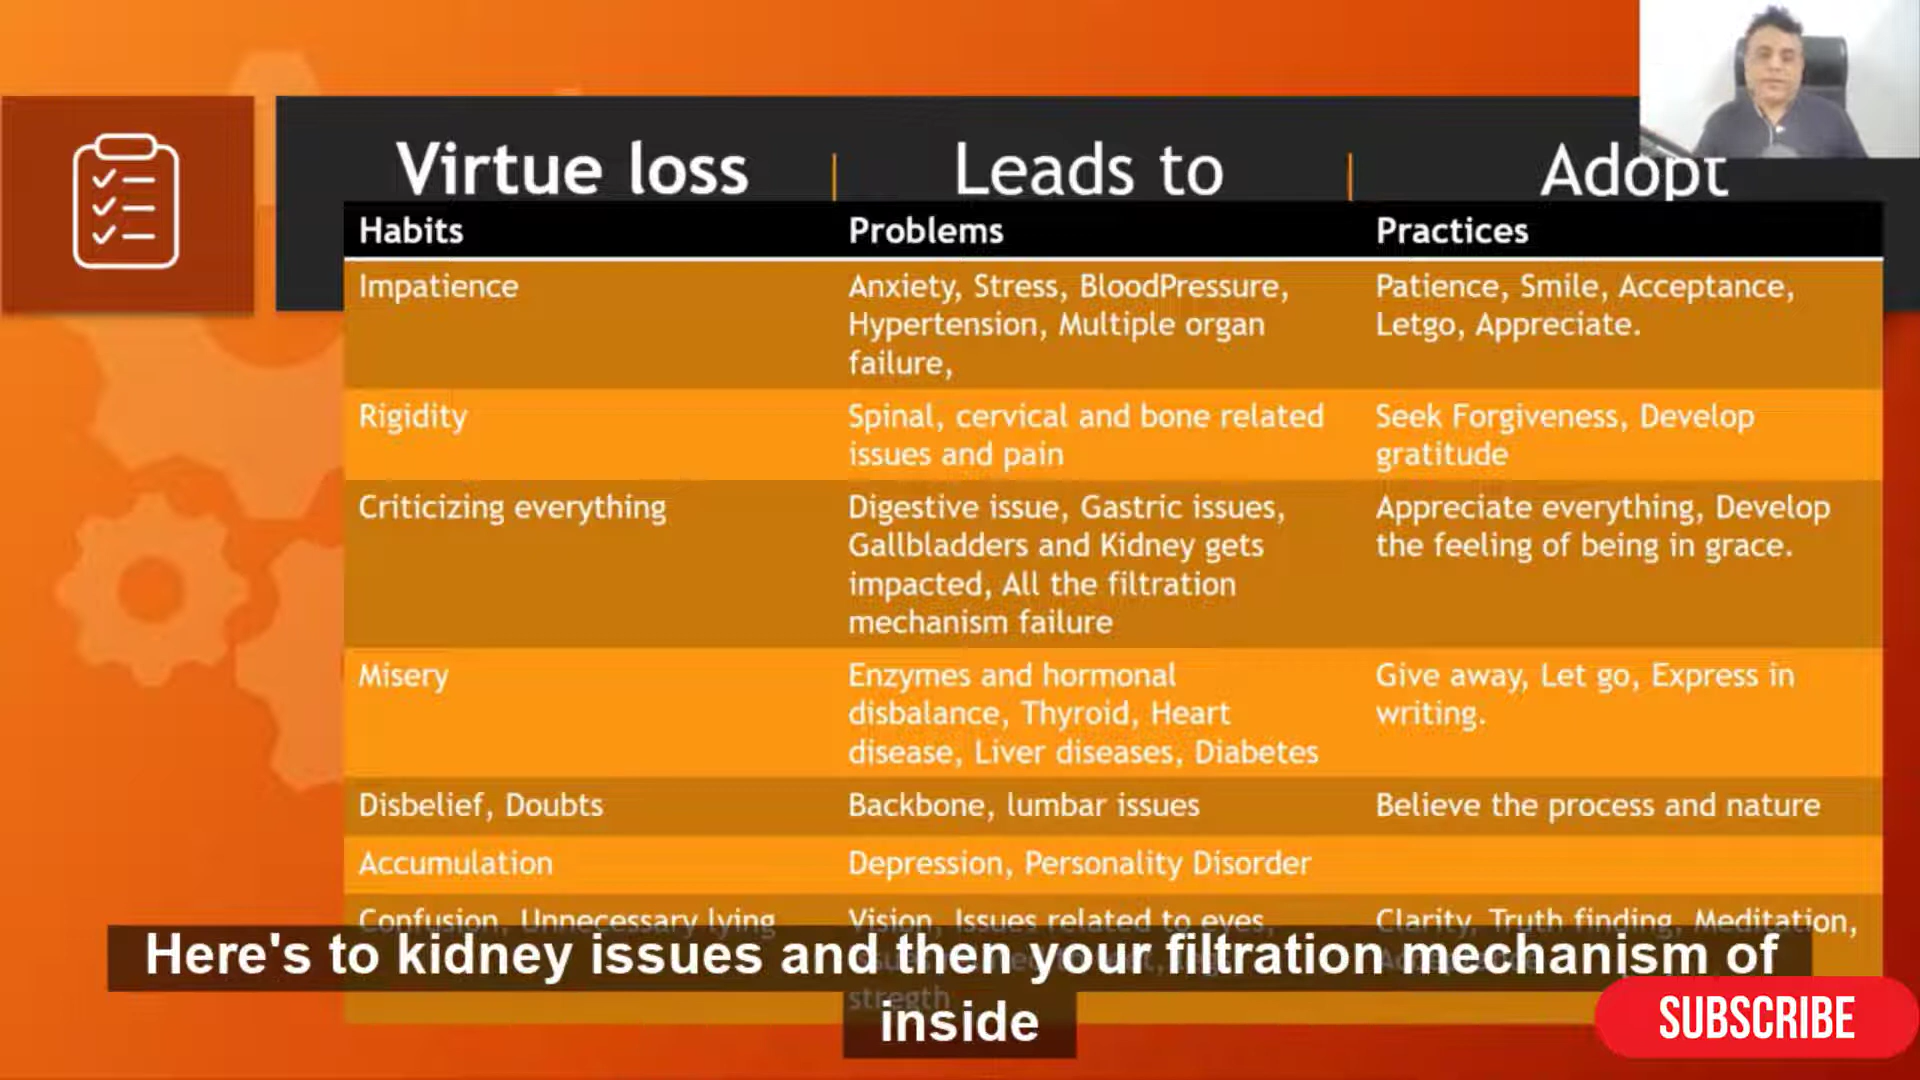 Virtue loss
Leads to
Adopt
Habits
Problems
Practices
Impatience
Anxiety, Stress, BloodPressure,
Hypertension, Multiple organ
failure,
Patience, Smile, Acceptance,
Letgo, Appreciate.
Rigidity
Spinal, cervical and bone related
issues and pain
Seek Forgiveness, Develop
gratitude
Criticizing everything
Digestive issue, Gastric issues,
Gallbladders and Kidney gets
impacted, All the filtration
mechanism failure
Appreciate everything, Develop
the feeling of being in grace.
Misery
Enzymes and hormonal
disbalance, Thyroid, Heart
disease, Liver diseases, Diabetes
Give away, Let go, Express in
writing.
Disbelief, Doubts
Backbone, lumbar issues
Believe the process and nature
Accumulation
Depression, Personality Disorder
Confusion, Unnecessary lying
Vision, Issues related to eyes,
stregth
Clarity, Truth finding, Meditation,
Here's to kidney issues and then your filtration mechanism of
inside
SUBSCRIBE